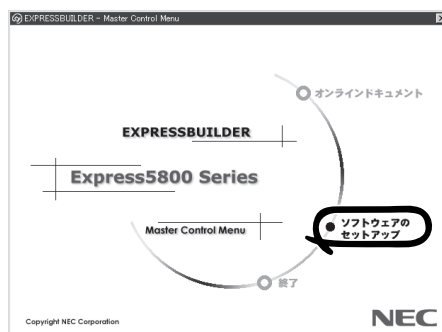 EXPRESSBUILDER - Master Control Menu
オンラインドキュメント
EXPRESSBUILDER
Express5800 Series
ソフトウェアの
セットアップ
Master Control Menu
終了
Copyright NEC Corporation
NEC